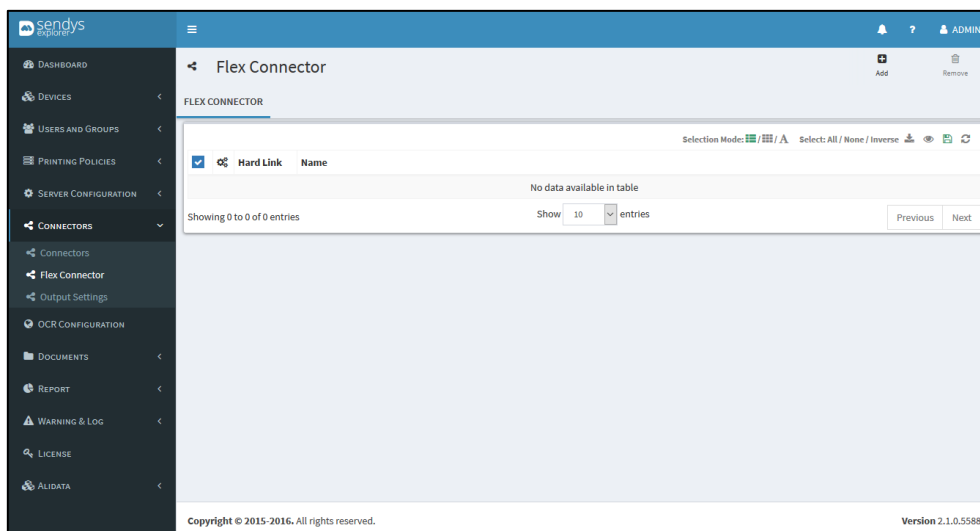 sendys
explorer
? ADMIN
DASHBOARD
DEVICES
USERS AND GROUPS
PRINTING POLICIES
SERVER CONFIGURATION
CONNECTORS
Connectors
Flex Connector
Output Settings
OCR CONFIGURATION
DOCUMENTS
REPORT
WARNING & LOG
LICENSE
ALIDATA
Flex Connector
Add
Remove
FLEX CONNECTOR
Selection Mode: / / A Select: All / None / Inverse
Hard Link Name
No data available in table
Showing 0 to 0 of 0 entries
Show 10 entries
Previous Next
Copyright © 2015-2016. All rights reserved.
Version 2.1.0.5588